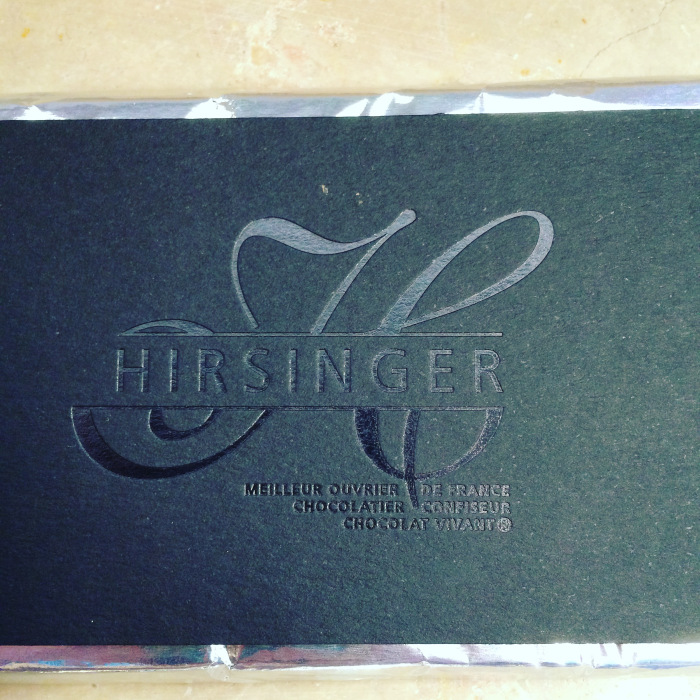 H
HIRSINGER
MEILLEUR OUVRIER DE FRANCE
CHOCOLATIER CONFISEUR
CHOCOLAT VIVANT®